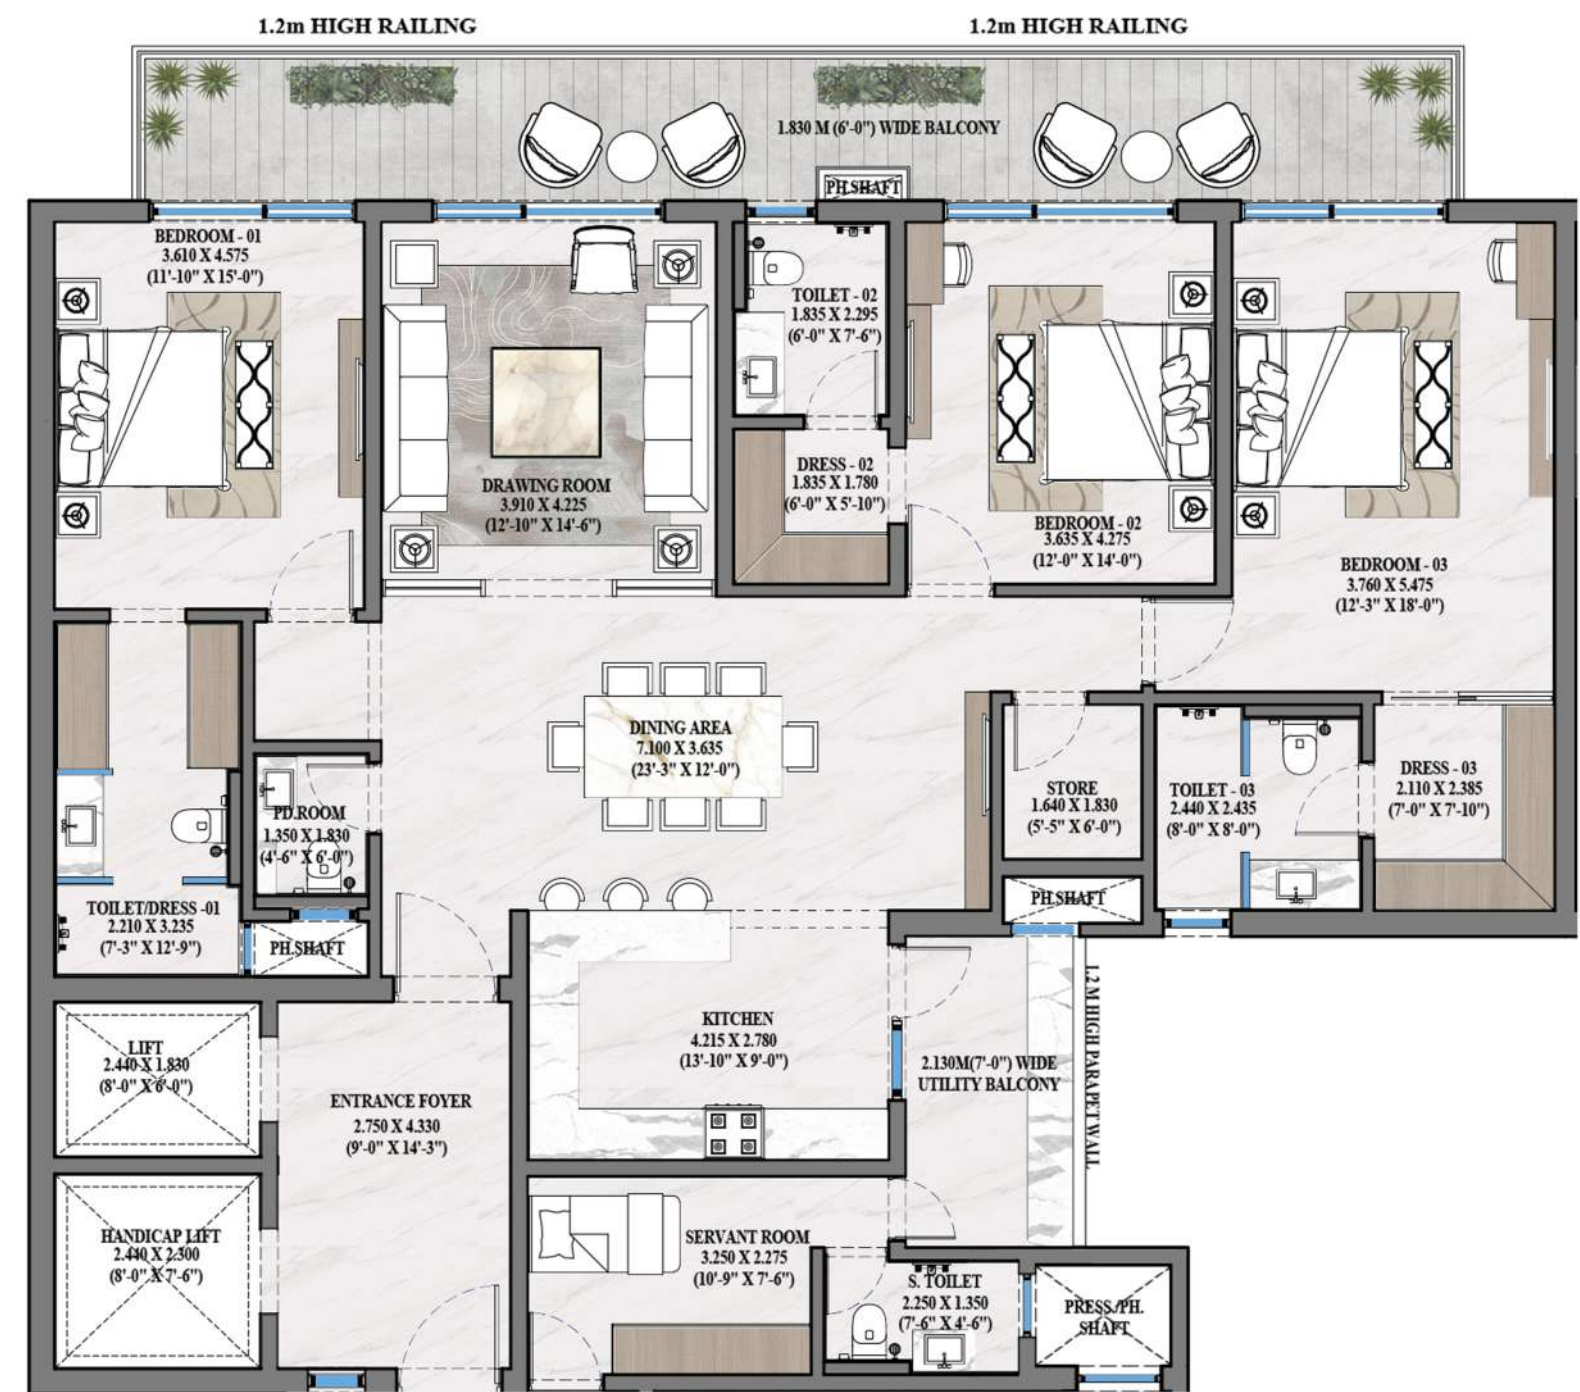 1.2m HIGH RAILING
1.2m HIGH RAILING
1.830 M (6'-0") WIDE BALCONY
PH.SHAFT
BEDROOM - 01
3.610 X 4.575
(11'-10" X 15'-0")
TOILET - 02
1.835 X 2.295
(6'-0" X 7'-6")
DRAWING ROOM
3.910 X 4.225
(12'-10" X 14'-6")
DRESS - 02
1.835 X 1.780
(6'-0" X 5'-10")
BEDROOM - 02
3.635 X 4.275
(12'-0" X 14'-0")
BEDROOM - 03
3.760 X 5.475
(12'-3" X 18'-0")
DINING AREA
7.100 X 3.635
(23'-3" X 12'-0")
PD.ROOM
1.350 X 1.830
(4'-6" X 6'-0")
STORE
1.640 X 1.830
(5'-5" X 6'-0")
TOILET - 03
2.440 X 2.435
(8'-0" X 8'-0")
DRESS - 03
2.110 X 2.385
(7'-0" X 7'-10")
TOILET/DRESS -01
2.210 X 3.235
(7'-3" X 12'-9")
PH.SHAFT
PH.SHAFT
KITCHEN
4.215 X 2.780
(13'-10" X 9'-0")
2.130M(7'-0") WIDE
UTILITY BALCONY
1.2 M HIGH PARAPET WALL
LIFT
2.440 X 1.830
(8'-0" X 6'-0")
ENTRANCE FOYER
2.750 X 4.330
(9'-0" X 14'-3")
HANDICAP LIFT
2.440 X 2.300
(8'-0" X 7'-6")
SERVANT ROOM
3.250 X 2.275
(10'-9" X 7'-6")
S. TOILET
2.250 X 1.350
(7'-6" X 4'-6")
PRESS./PH.
SHAFT